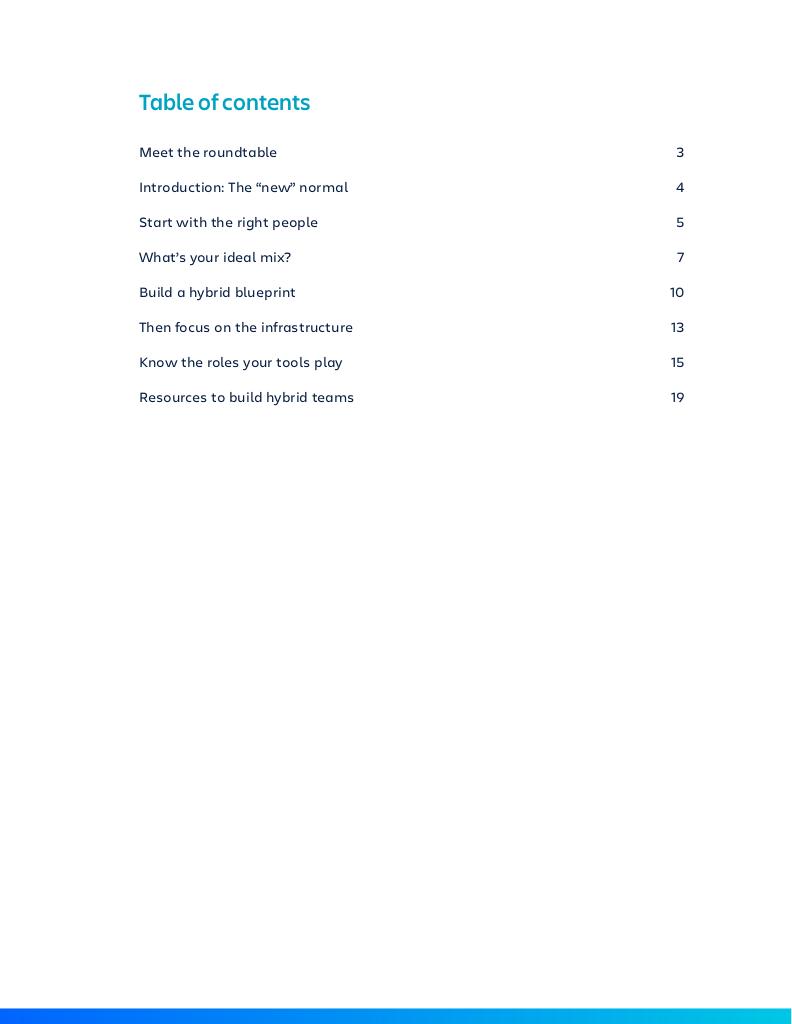 Table of contents
Meet the roundtable 3
Introduction: The “new” normal 4
Start with the right people 5
What’s your ideal mix? 7
Build a hybrid blueprint 10
Then focus on the infrastructure 13
Know the roles your tools play 15
Resources to build hybrid teams 19